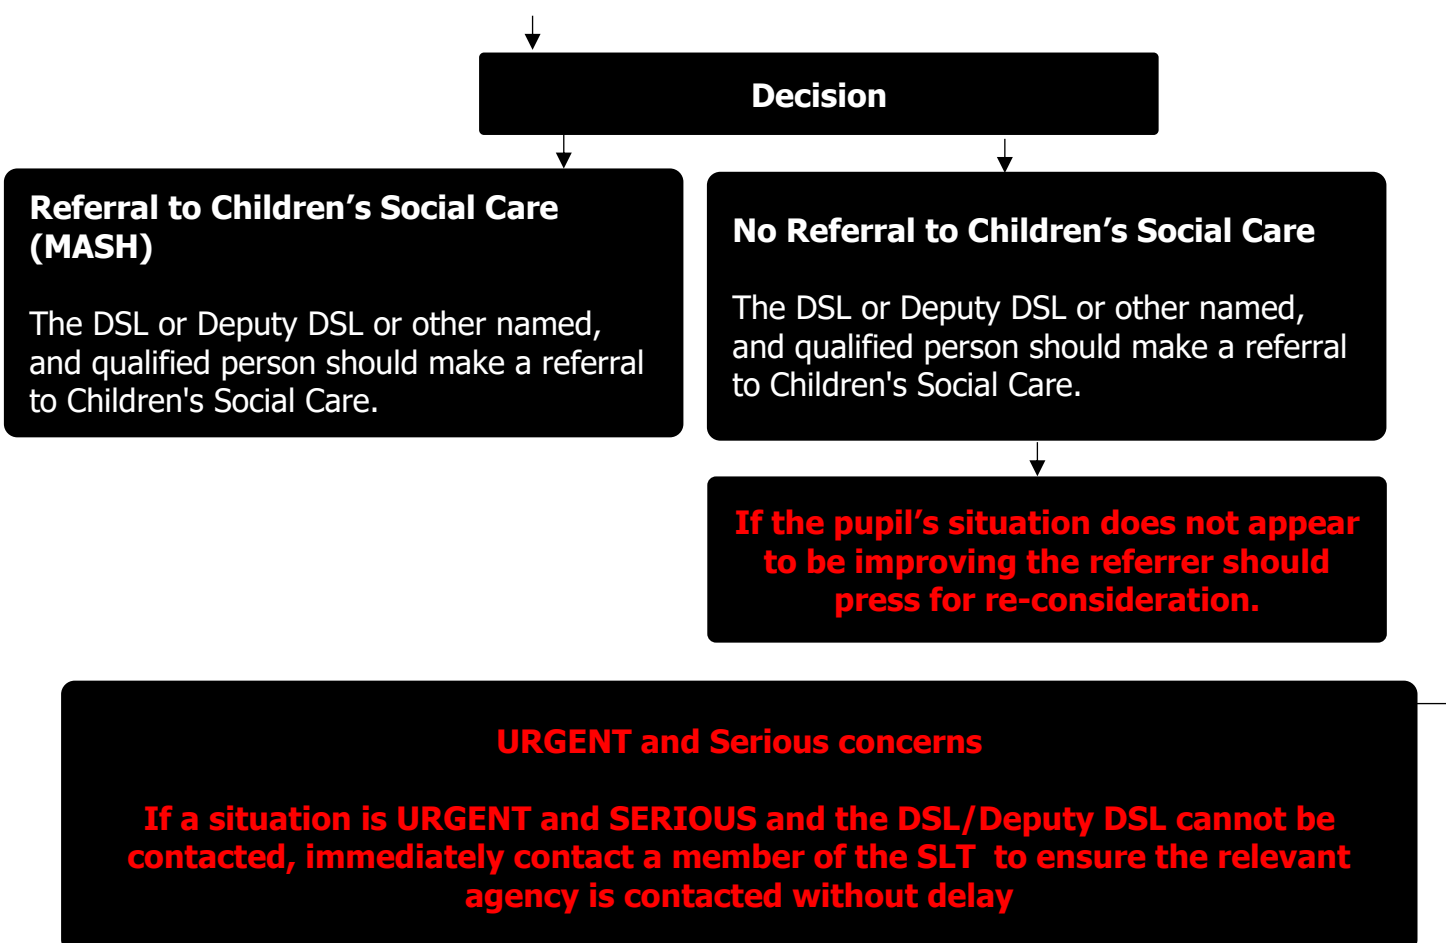 Decision
Referral to Children’s Social Care
(MASH)
The DSL or Deputy DSL or other named,
and qualified person should make a referral
to Children's Social Care.
No Referral to Children’s Social Care
The DSL or Deputy DSL or other named,
and qualified person should make a referral
to Children's Social Care.
If the pupil’s situation does not appear
to be improving the referrer should
press for re-consideration.
URGENT and Serious concerns
If a situation is URGENT and SERIOUS and the DSL/Deputy DSL cannot be
contacted, immediately contact a member of the SLT  to ensure the relevant
agency is contacted without delay